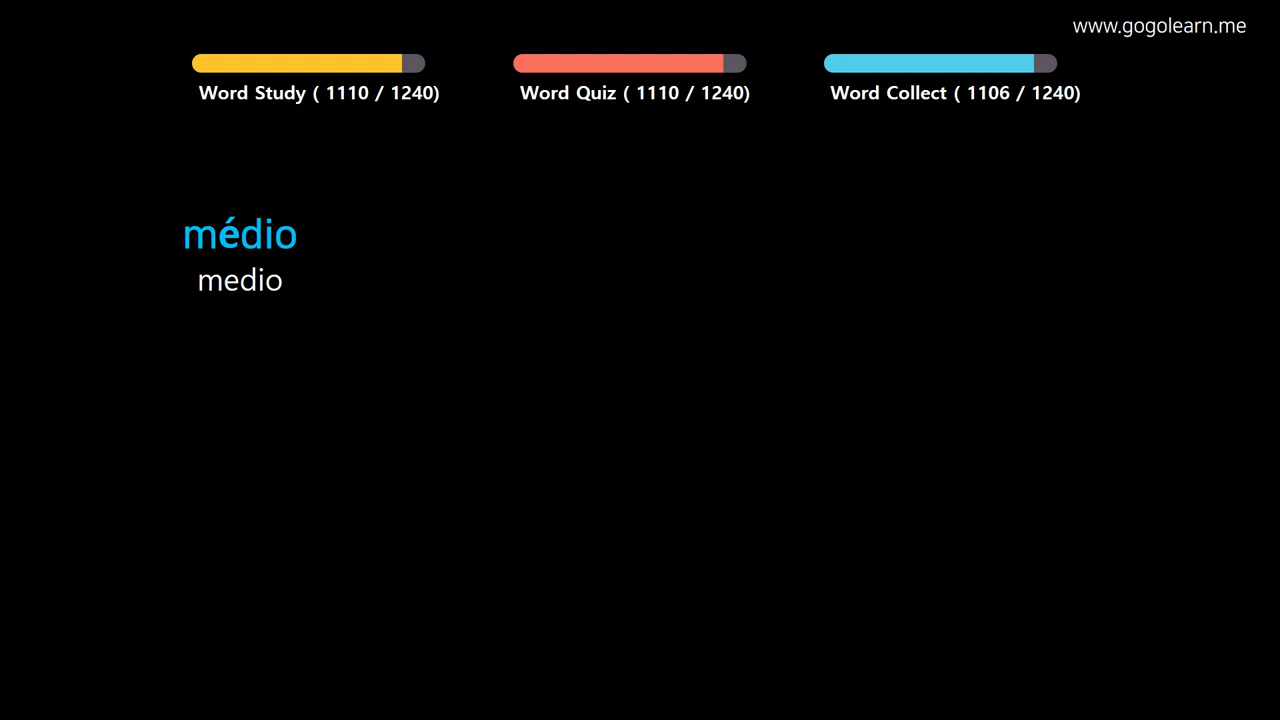 www.gogolearn.me
Word Study ( 1110 / 1240)
Word Quiz ( 1110 / 1240)
Word Collect ( 1106 / 1240)
médio
medio